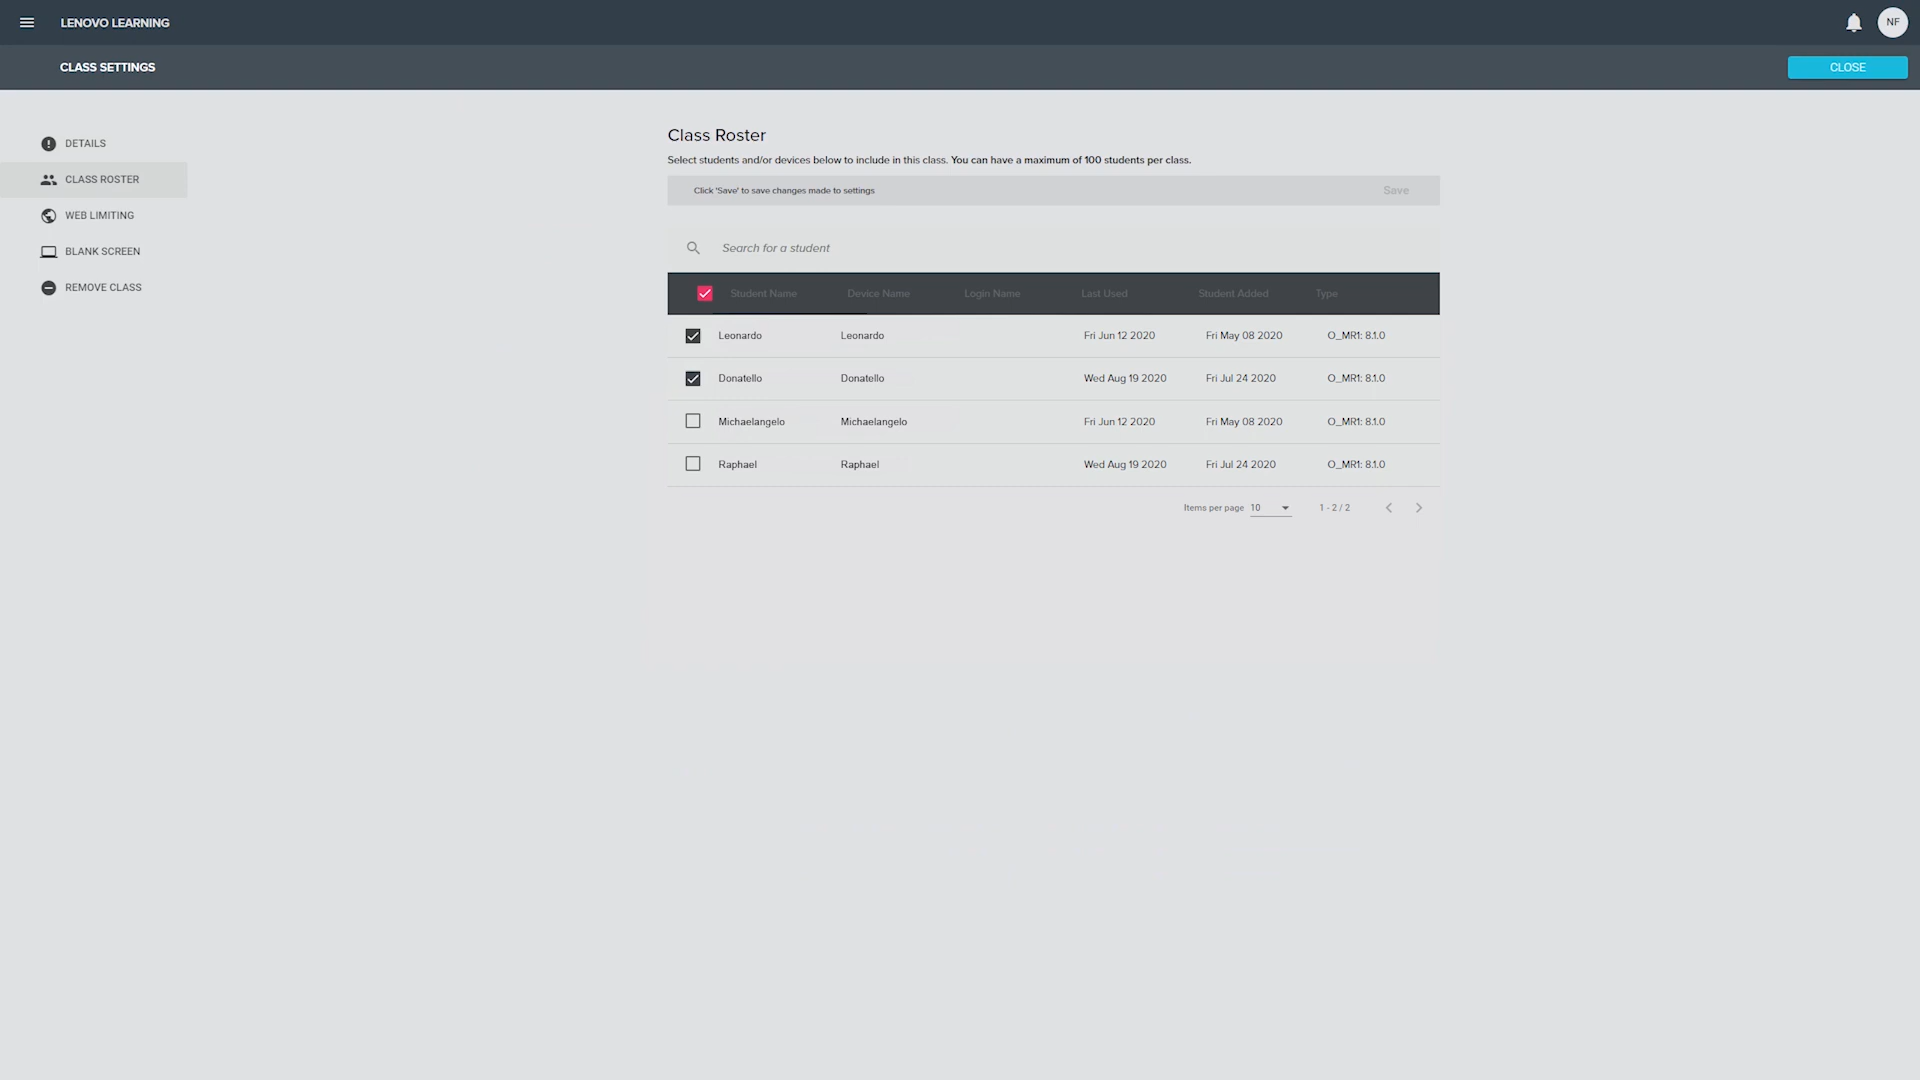 LENOVO LEARNING
NF
CLASS SETTINGS
CLOSE
DETAILS
CLASS ROSTER
WEB LIMITING
BLANK SCREEN
REMOVE CLASS
Class Roster
Select students and/or devices below to include in this class. You can have a maximum of 100 students per class.
Click 'Save' to save changes made to settings Save
Search for a student
Student Name Device Name Login Name Last Used Student Added Type
Leonardo Leonardo Fri Jun 12 2020 Fri May 08 2020 O_MR1: 8.1.0
Donatello Donatello Wed Aug 19 2020 Fri Jul 24 2020 O_MR1: 8.1.0
Michaelangelo Michaelangelo Fri Jun 12 2020 Fri May 08 2020 O_MR1: 8.1.0
Raphael Raphael Wed Aug 19 2020 Fri Jul 24 2020 O_MR1: 8.1.0
Items per page 10 1 - 2 / 2